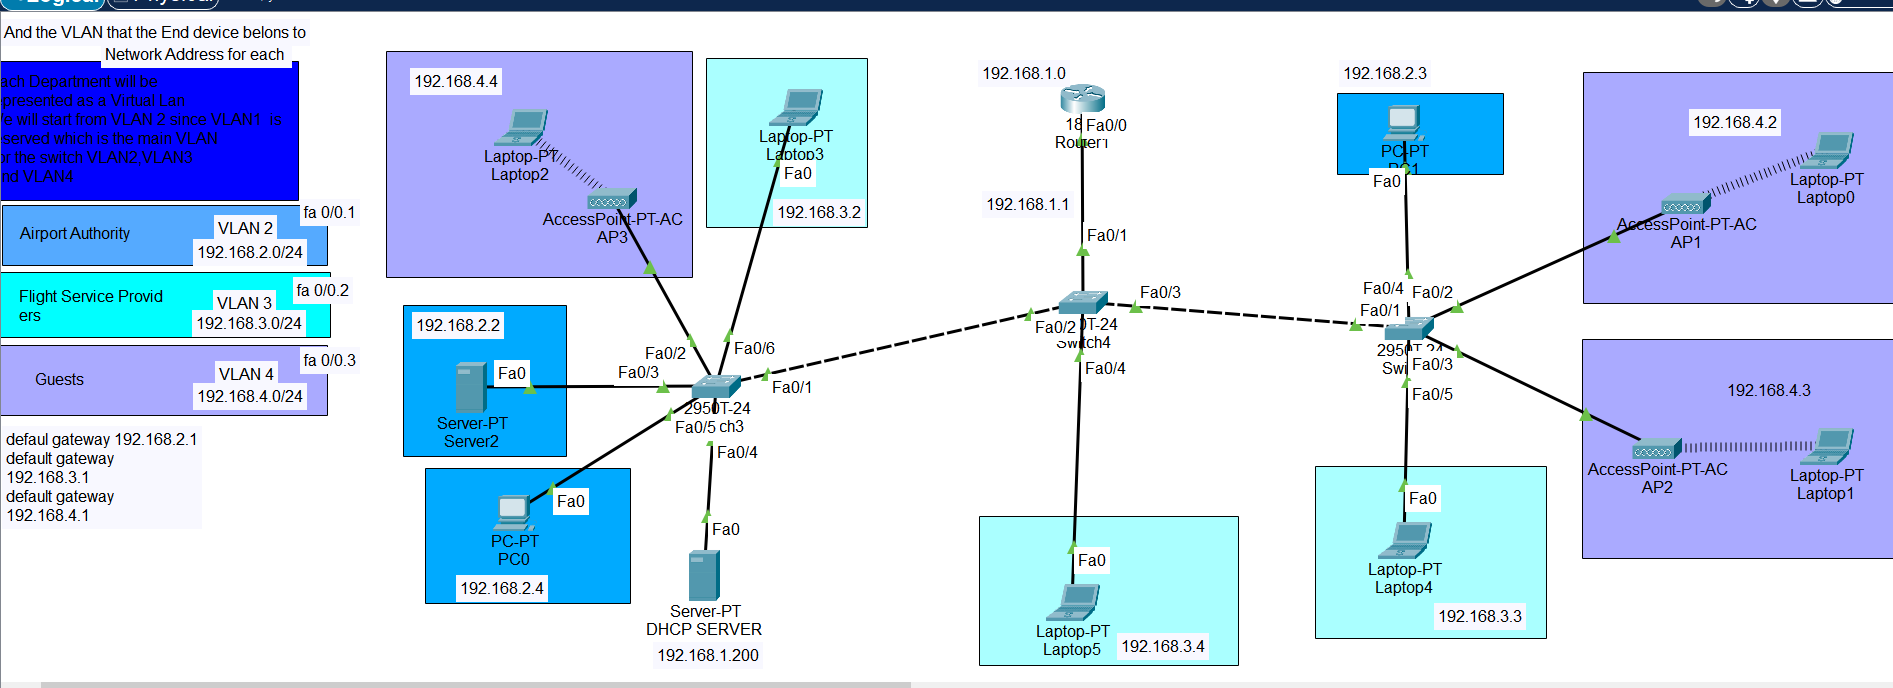 And the VLAN that the End device belons to
Network Address for each
ach Department will be
presented as a Virtual Lan
e will start from VLAN 2 since VLAN1 is
served which is the main VLAN
or the switch VLAN2,VLAN3
nd VLAN4
fa 0/0.1
Airport Authority
VLAN 2
192.168.2.0/24
fa 0/0.2
Flight Service Provid
ers
VLAN 3
192.168.3.0/24
fa 0/0.3
Guests
VLAN 4
192.168.4.0/24
defaul gateway 192.168.2.1
default gateway
192.168.3.1
default gateway
192.168.4.1
192.168.4.4
Laptop-PT
Laptop2
AccessPoint-PT-AC
AP3
Laptop-PT
Laptop3
Fa0
192.168.3.2
192.168.2.2
Fa0
Server-PT
Server2
Fa0/2
Fa0/6
Fa0/3
Fa0/1
2950T-24
ch3
Fa0/5
Fa0/4
Fa0
PC-PT
PC0
192.168.2.4
Fa0
Server-PT
DHCP SERVER
192.168.1.200
192.168.1.0
18
Fa0/0
Router1
192.168.1.1
Fa0/1
Fa0/3
Fa0/2
0T-24
Switch4
Fa0/4
Fa0
Laptop-PT
Laptop5
192.168.3.4
192.168.2.3
PC-PT
PC1
Fa0
Fa0/4
Fa0/2
Fa0/1
2950T-24
Swi
Fa0/3
Fa0/5
Fa0
Laptop-PT
Laptop4
192.168.3.3
192.168.4.2
Laptop-PT
Laptop0
AccessPoint-PT-AC
AP1
192.168.4.3
AccessPoint-PT-AC
AP2
Laptop-PT
Laptop1